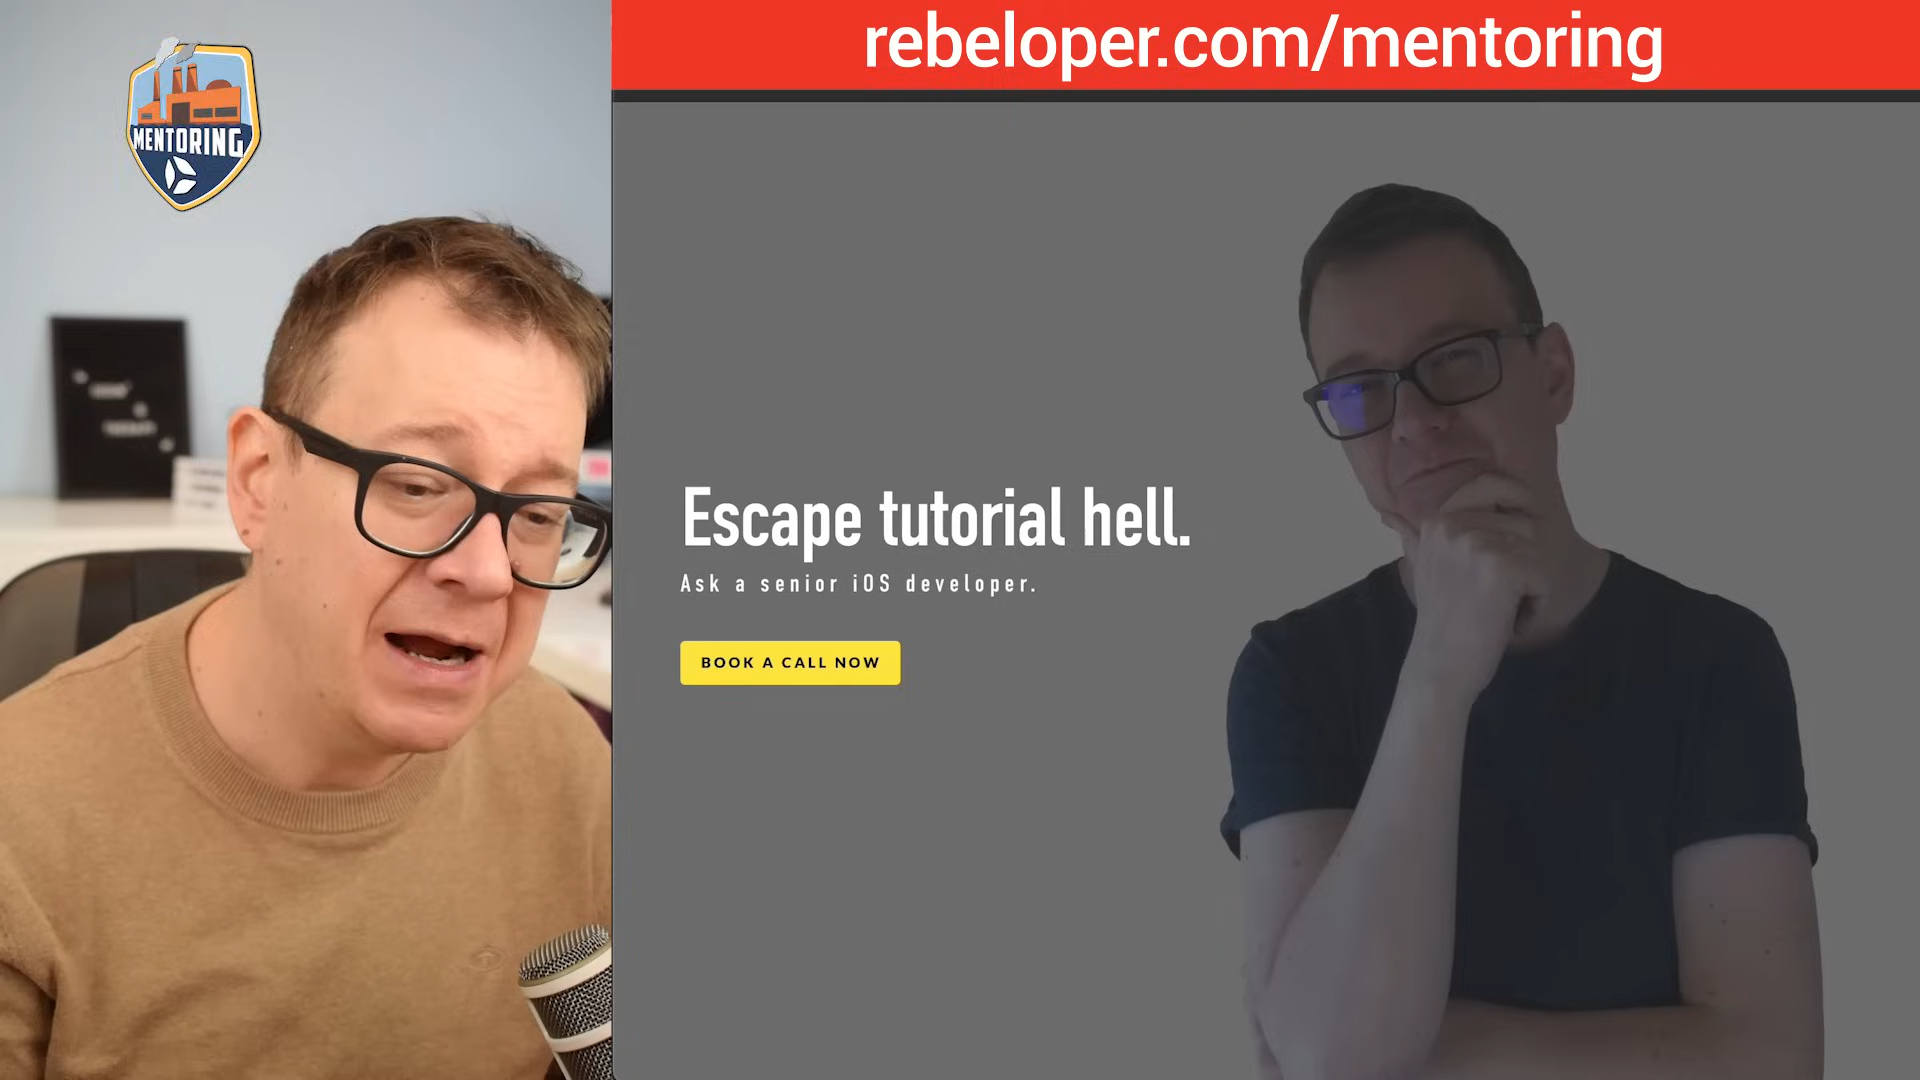 MENTORING
rebeloper.com/mentoring
Escape tutorial hell.
Ask a senior iOS developer.
BOOK A CALL NOW